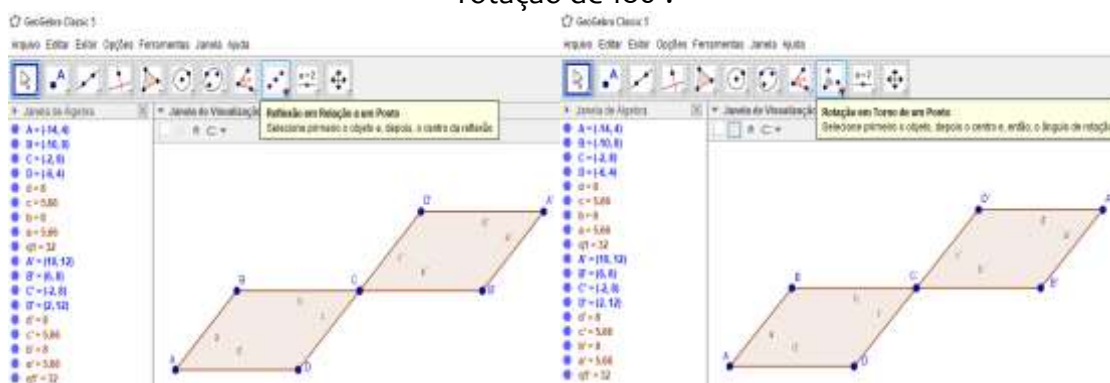 rotação de 180°.
GeoGebra Classic 5
Arquivo Editar Exibir Opções Ferramentas Janela Ajuda
Janela de Álgebra
Janela de Visualização
Reflexão em Relação a um Ponto
Selecione primeiro o objeto e, depois, o centro da reflexão
A = (-14, 4)
B = (-10, 8)
C = (-2, 8)
D = (-6, 4)
d = 8
c = 5.66
b = 8
a = 5.66
q1 = 32
A' = (10, 12)
B' = (6, 8)
C' = (-2, 8)
D' = (2, 12)
d' = 8
c' = 5.66
b' = 8
a' = 5.66
q1' = 32
A
B
C
D
A'
B'
D'
GeoGebra Classic 5
Arquivo Editar Exibir Opções Ferramentas Janela Ajuda
Janela de Álgebra
Janela de Visualização
Rotação em Torno de um Ponto
Selecione primeiro o objeto, depois o centro e, então, o ângulo de rotaç
A = (-14, 4)
B = (-10, 8)
C = (-2, 8)
D = (-6, 4)
d = 8
c = 5.66
b = 8
a = 5.66
q1 = 32
A' = (10, 12)
B' = (6, 8)
C' = (-2, 8)
D' = (2, 12)
d' = 8
c' = 5.66
b' = 8
a' = 5.66
q1' = 32
A
B
C
D
B'
D'